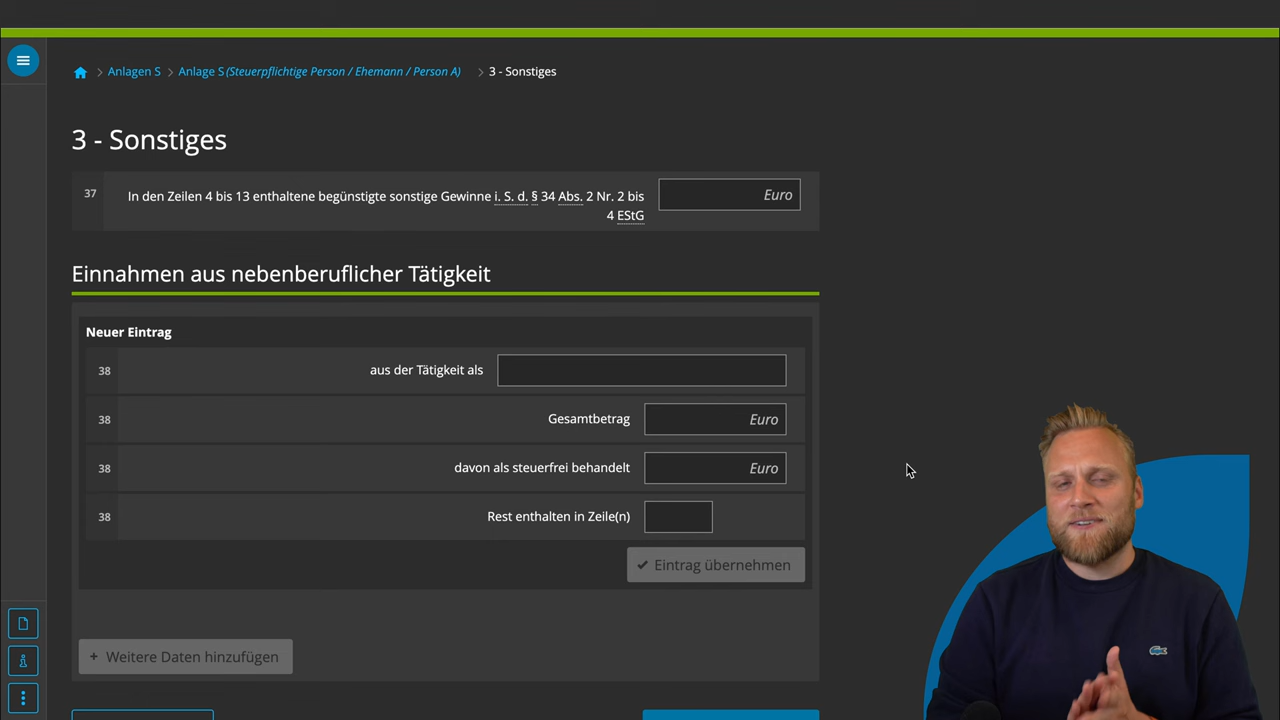 Anlagen S > Anlage S (Steuerpflichtige Person / Ehemann / Person A) > 3 - Sonstiges
3 - Sonstiges
37 In den Zeilen 4 bis 13 enthaltene begünstigte sonstige Gewinne i. S. d. § 34 Abs. 2 Nr. 2 bis Euro
4 EStG
Einnahmen aus nebenberuflicher Tätigkeit
Neuer Eintrag
38 aus der Tätigkeit als
38 Gesamtbetrag Euro
38 davon als steuerfrei behandelt Euro
38 Rest enthalten in Zeile(n)
✔ Eintrag übernehmen
+ Weitere Daten hinzufügen